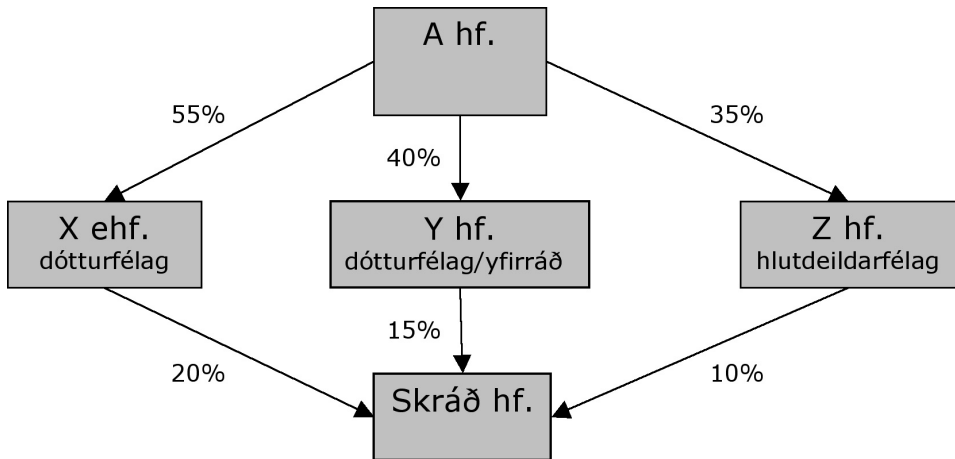 A hf.
55%
40%
35%
X ehf.
dótturfélag
Y hf.
dótturfélag/yfirráð
Z hf.
hlutdeildarfélag
20%
15%
10%
Skráð hf.